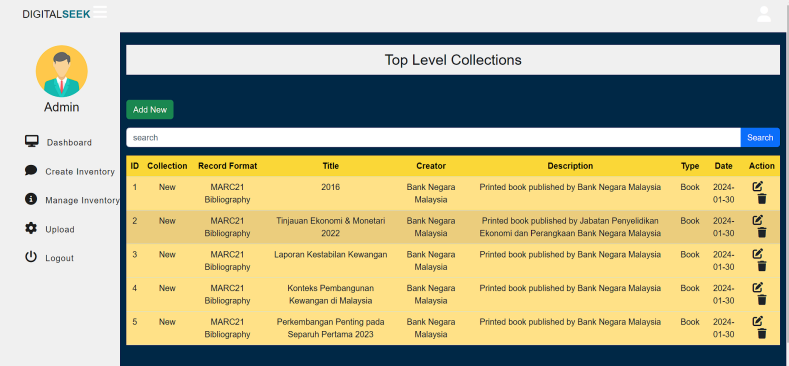 DIGITALSEEK
Top Level Collections
Admin
Dashboard
Create Inventory
Manage Inventory
Upload
Logout
Add New
search Search
ID Collection Record Format Title Creator Description Type Date Action
1 New MARC21 2016 Bank Negara Printed book published by Bank Negara Malaysia Book 2024-
Bibliography Malaysia 01-30
2 New MARC21 Tinjauan Ekonomi & Monetari Bank Negara Printed book published by Jabatan Penyelidikan Book 2024-
Bibliography 2022 Malaysia Ekonomi dan Perangkaan Bank Negara Malaysia 01-30
3 New MARC21 Laporan Kestabilan Kewangan Bank Negara Printed book published by Bank Negara Malaysia Book 2024-
Bibliography Malaysia 01-30
4 New MARC21 Konteks Pembangunan Bank Negara Printed book published by Bank Negara Malaysia Book 2024-
Bibliography Kewangan di Malaysia Malaysia 01-30
5 New MARC21 Perkembangan Penting pada Bank Negara Printed book published by Bank Negara Malaysia Book 2024-
Bibliography Separuh Pertama 2023 Malaysia 01-30